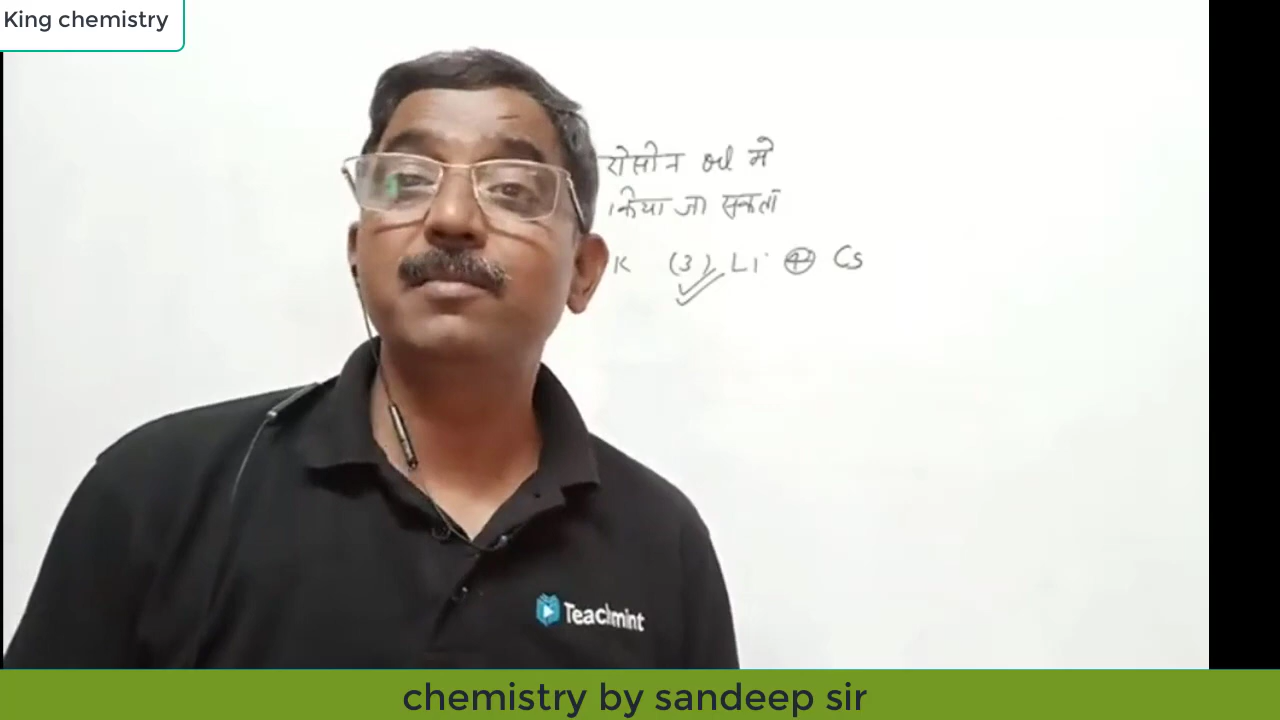 King chemistry
रोसीन oil मे
किया जा सकता
K (3) Li (4) Cs
Teachmint
chemistry by sandeep sir